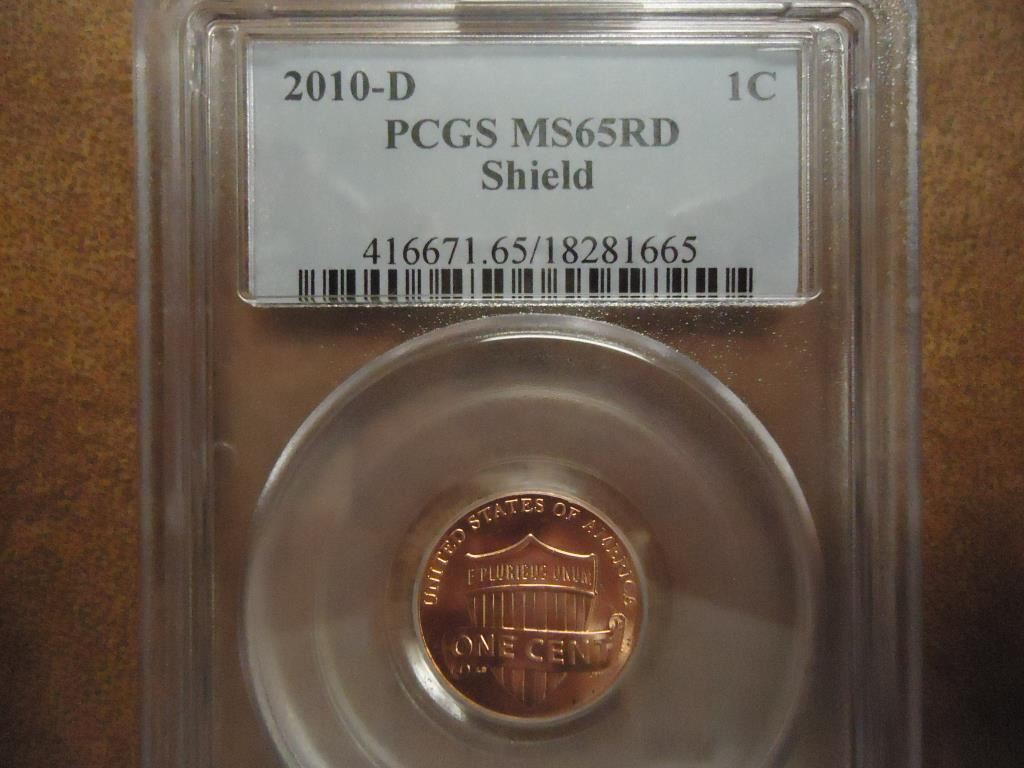 2010-D 1C
PCGS MS65RD
Shield
416671.65/18281665
UNITED STATES OF AMERICA
E PLURIBUS UNUM
ONE CENT